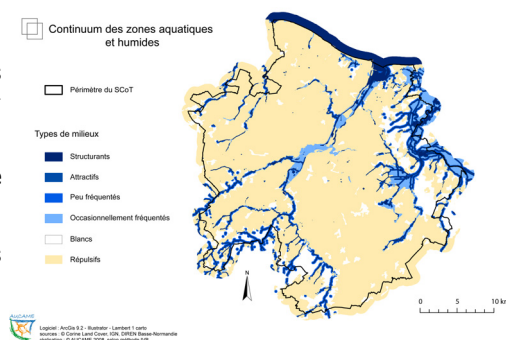 Continuum des zones aquatiques
et humides
Périmètre du SCoT
Types de milieux
Structurants
Attractifs
Peu fréquentés
Occasionnellement fréquentés
Blancs
Répulsifs
N
0 5 10 km
AUCAME
Logiciel : ArcGis 9.2 - Illustrator - Lambert 1 carto
sources : © Corine Land Cover, IGN, DIREN Basse-Normandie